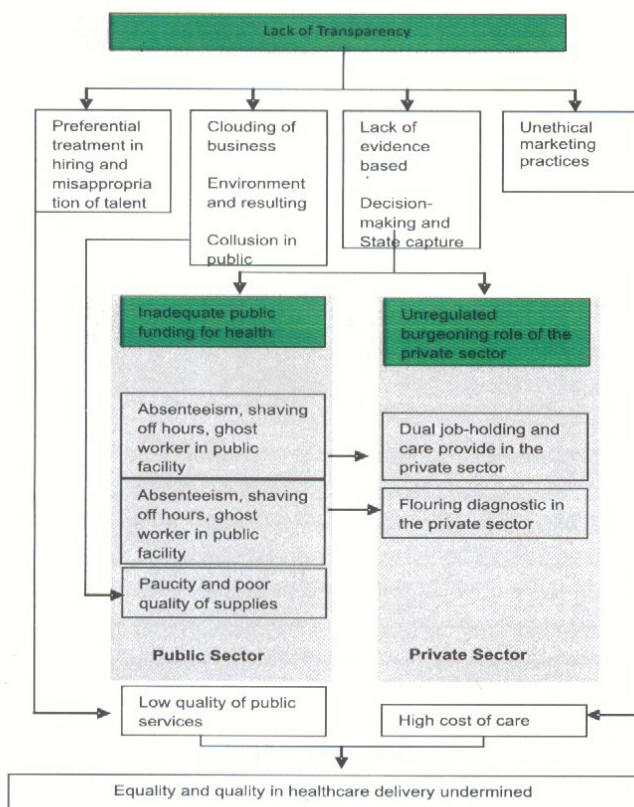 Lack of Transparency
Preferential
treatment in
hiring and
misappropria
tion of talent
Clouding of
business
Environment and
resulting
Collusion in
public
Lack of
evidence
based
Decision-
making and
State capture
Unethical
marketing
practices
Inadequate public
funding for health
Unregulated
burgeoning role of the
private sector
Absenteeism, shaving
off hours, ghost
worker in public
facility
Dual job-holding and
care provide in the
private sector
Absenteeism, shaving
off hours, ghost
worker in public
facility
Flouring diagnostic in
the private sector
Paucity and poor
quality of supplies
Public Sector
Private Sector
Low quality of public
services
High cost of care
Equality and quality in healthcare delivery undermined